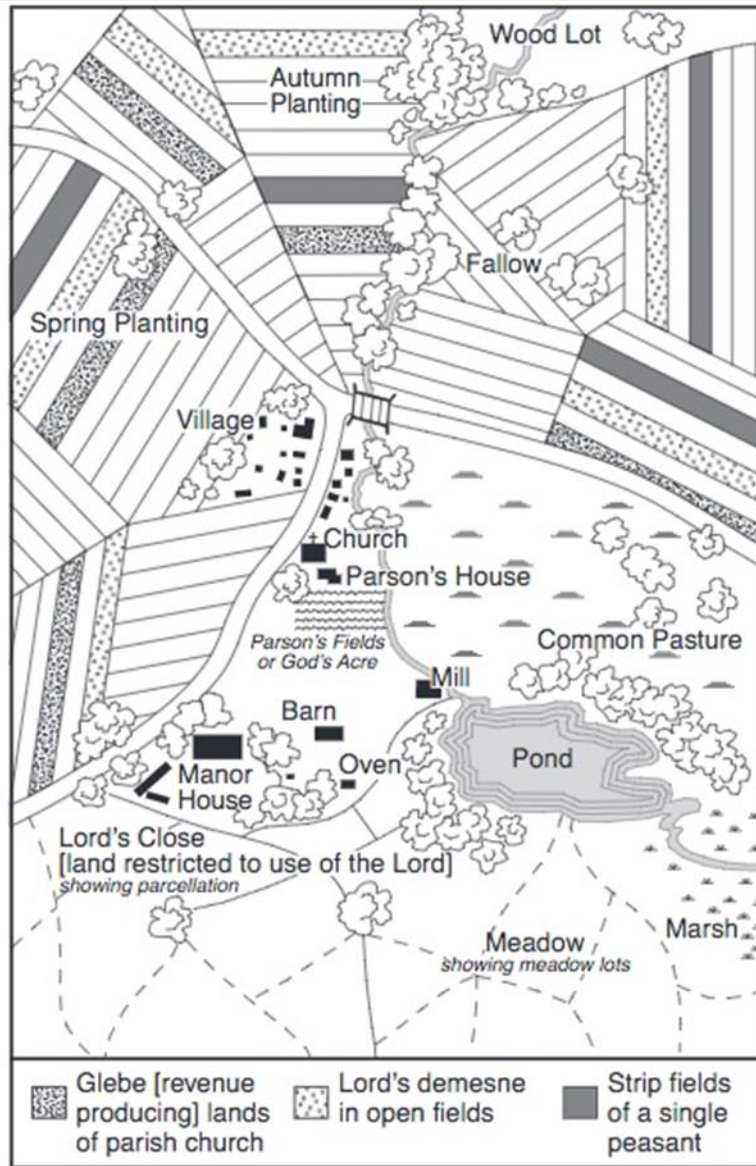 Wood Lot
Autumn
Planting
Fallow
Spring Planting
Village
Church
Parson's House
Parson's Fields
or God's Acre
Common Pasture
Mill
Barn
Pond
Oven
Manor
House
Lord's Close
[land restricted to use of the Lord]
showing parcellation
Marsh
Meadow
showing meadow lots
Glebe [revenue
producing] lands
of parish church
Lord's demesne
in open fields
Strip fields
of a single
peasant